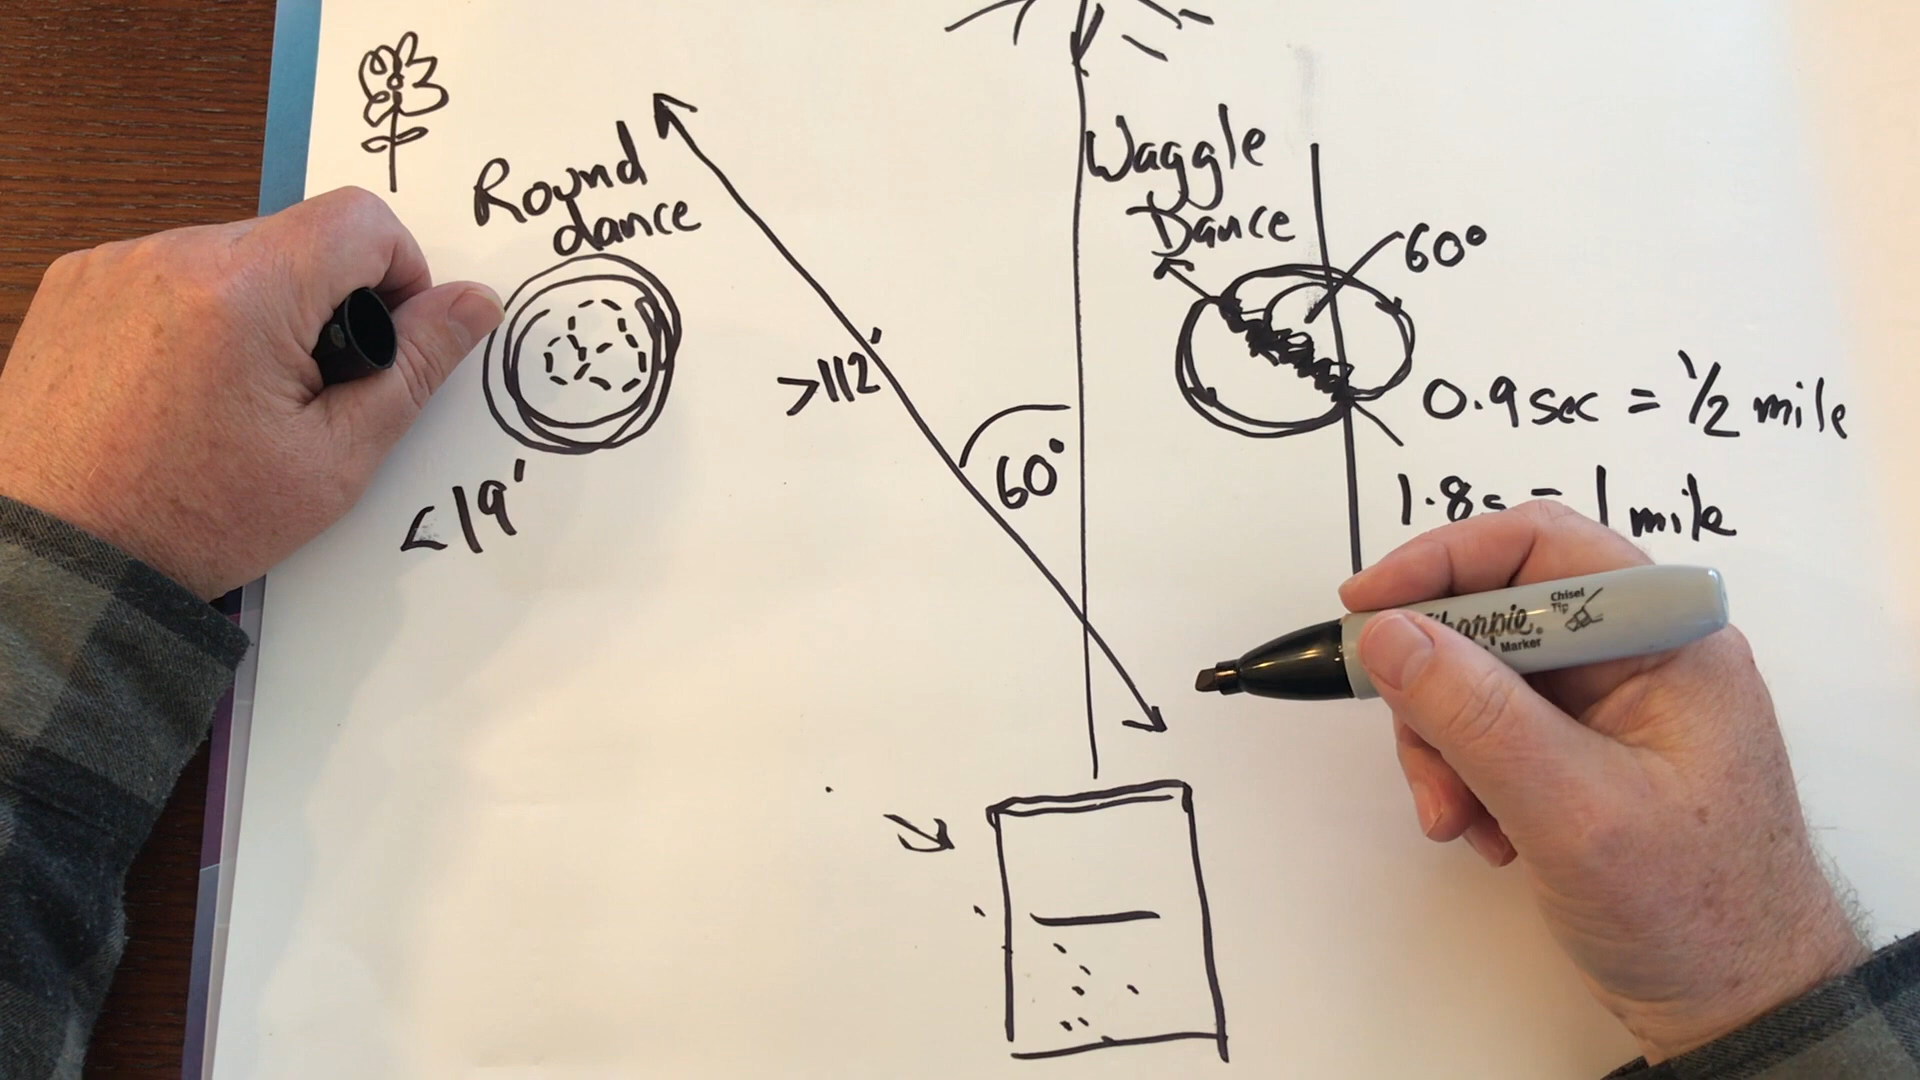 Round
dance
<19'
>112'
60°
Waggle
Dance
60°
0.9 sec = 1/2 mile
1.8s = 1 mile
Sharpie.
Marker
Chisel
Tip